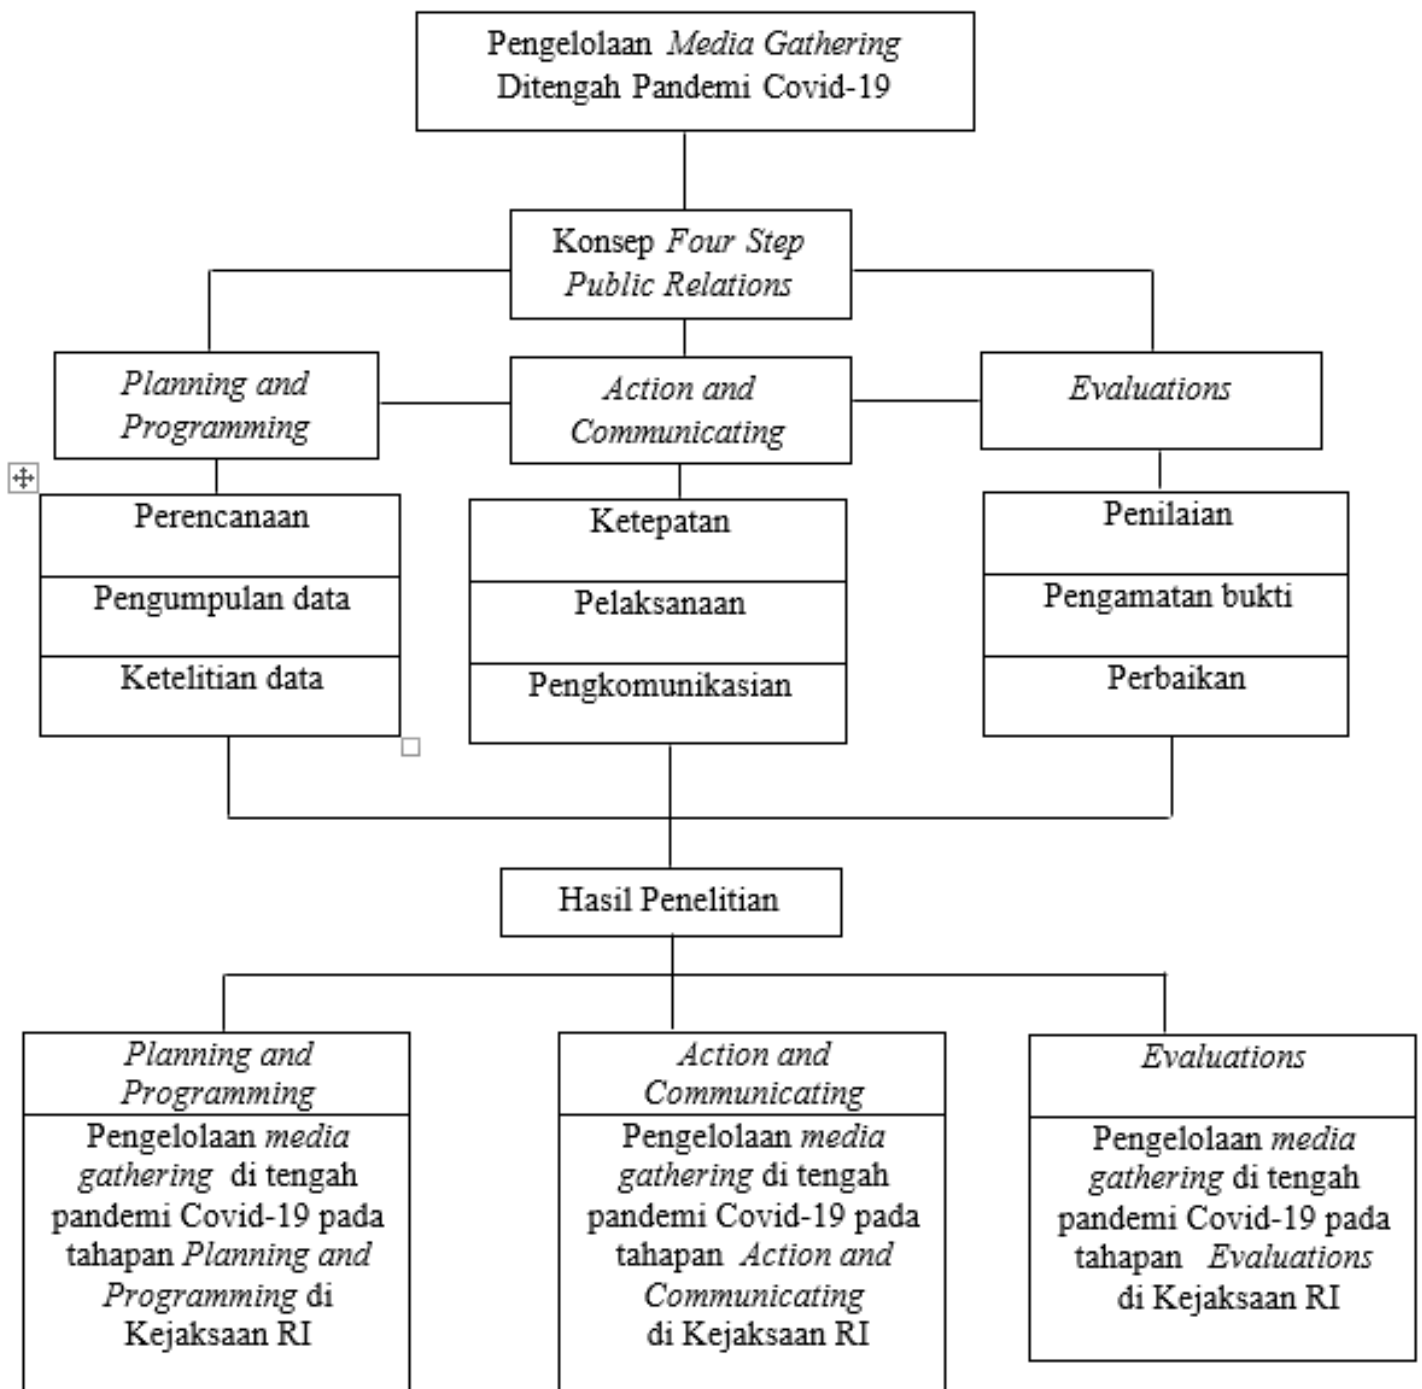 Pengelolaan Media Gathering
Ditengah Pandemi Covid-19
Konsep Four Step
Public Relations
Planning and
Programming
Action and
Communicating
Evaluations
Perencanaan
Pengumpulan data
Ketelitian data
Ketepatan
Pelaksanaan
Pengkomunikasian
Penilaian
Pengamatan bukti
Perbaikan
Hasil Penelitian
Planning and
Programming
Pengelolaan media
gathering di tengah
pandemi Covid-19 pada
tahapan Planning and
Programming di
Kejaksaan RI
Action and
Communicating
Pengelolaan media
gathering di tengah
pandemi Covid-19 pada
tahapan Action and
Communicating
di Kejaksaan RI
Evaluations
Pengelolaan media
gathering di tengah
pandemi Covid-19 pada
tahapan Evaluations
di Kejaksaan RI